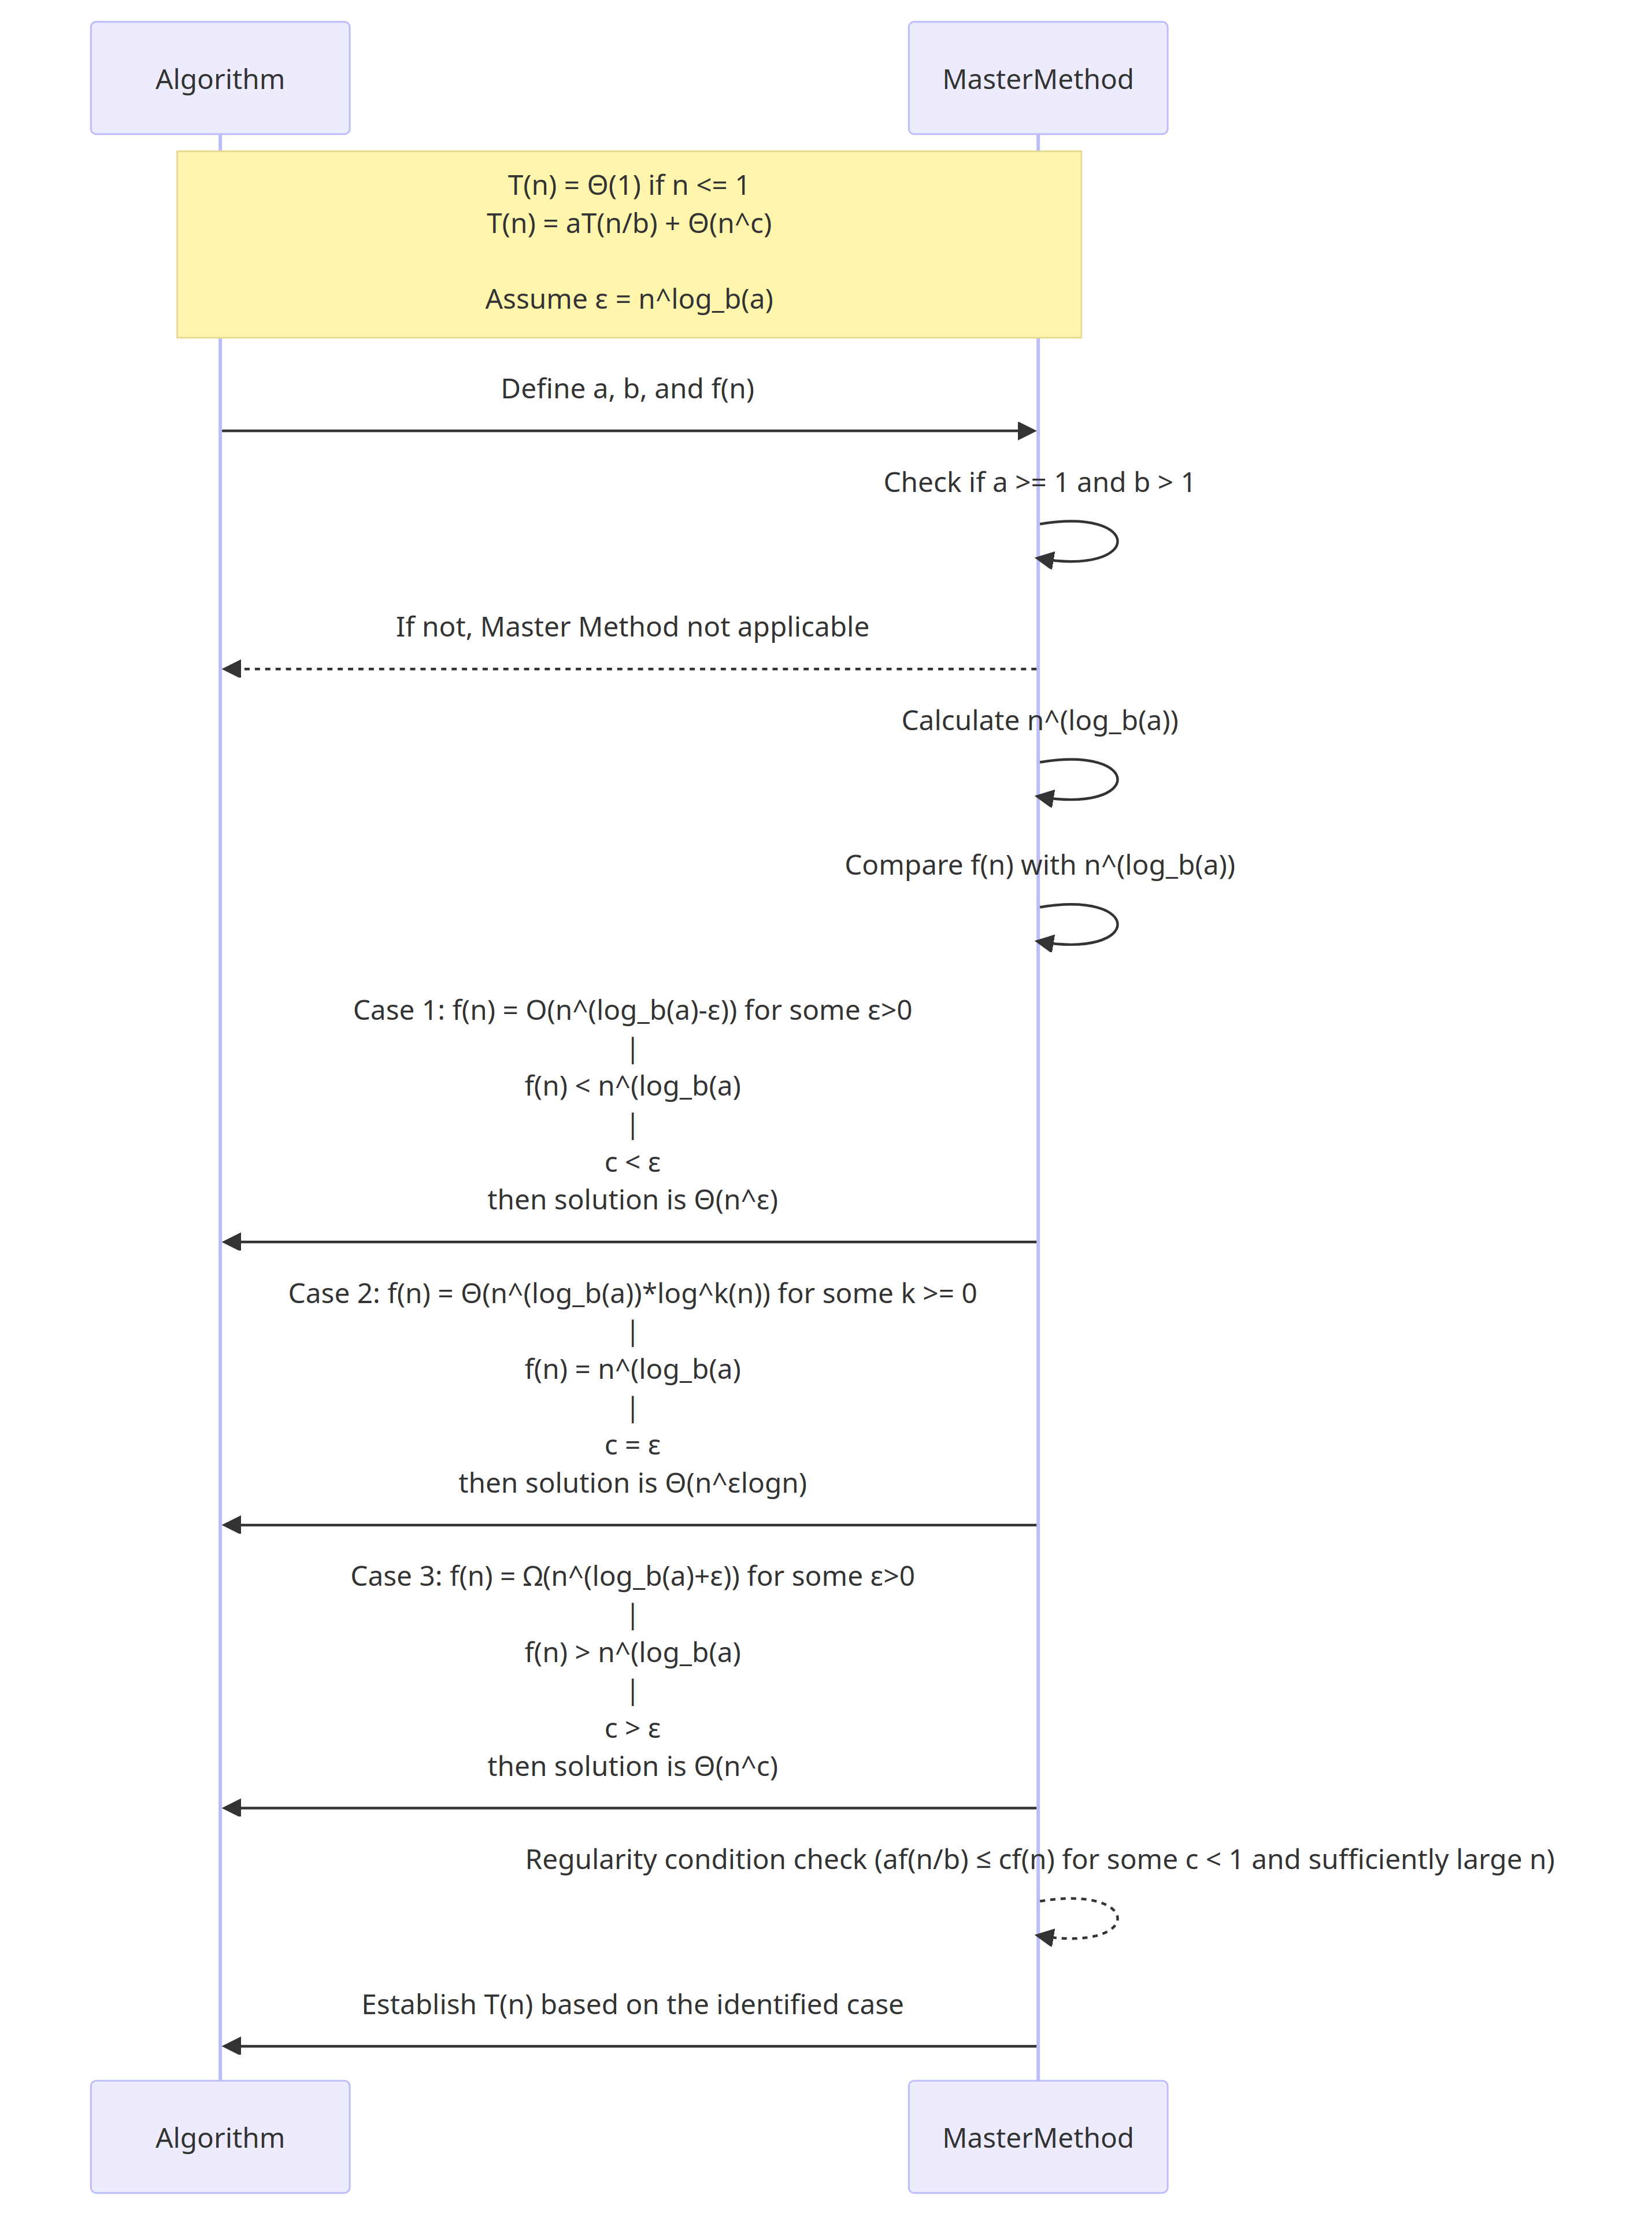 Algorithm
MasterMethod
T(n) = Θ(1) if n <= 1
T(n) = aT(n/b) + Θ(n^c)
Assume ε = n^log_b(a)
Define a, b, and f(n)
Check if a >= 1 and b > 1
If not, Master Method not applicable
Calculate n^(log_b(a))
Compare f(n) with n^(log_b(a))
Case 1: f(n) = O(n^(log_b(a)-ε)) for some ε>0
|
f(n) < n^(log_b(a)
|
c < ε
then solution is Θ(n^ε)
Case 2: f(n) = Θ(n^(log_b(a))*log^k(n)) for some k >= 0
|
f(n) = n^(log_b(a)
|
c = ε
then solution is Θ(n^εlogn)
Case 3: f(n) = Ω(n^(log_b(a)+ε)) for some ε>0
|
f(n) > n^(log_b(a)
|
c > ε
then solution is Θ(n^c)
Regularity condition check (af(n/b) ≤ cf(n) for some c < 1 and sufficiently large n)
Establish T(n) based on the identified case
Algorithm
MasterMethod